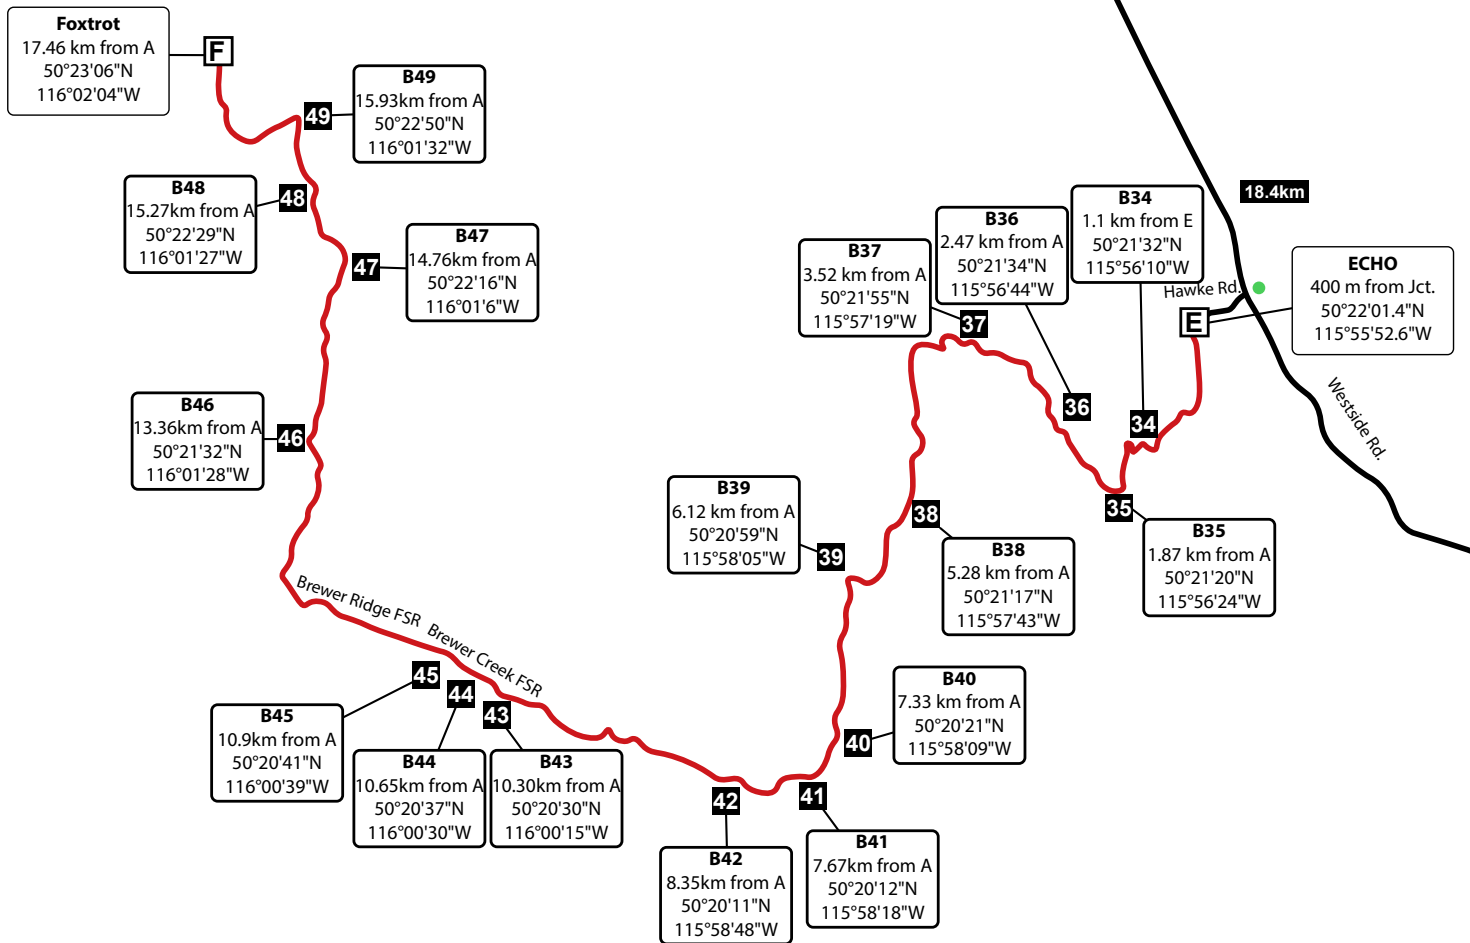 Foxtrot
17.46 km from A
50°23'06"N
116°02'04"W
F
49
B49
15.93km from A
50°22'50"N
116°01'32"W
B48
15.27km from A
50°22'29"N
116°01'27"W
48
47
B47
14.76km from A
50°22'16"N
116°01'6"W
B46
13.36km from A
50°21'32"N
116°01'28"W
46
B37
3.52 km from A
50°21'55"N
115°57'19"W
37
B36
2.47 km from A
50°21'34"N
115°56'44"W
36
B34
1.1 km from E
50°21'32"N
115°56'10"W
34
18.4km
Hawke Rd.
E
ECHO
400 m from Jct.
50°22'01.4"N
115°55'52.6"W
Westside Rd.
35
B35
1.87 km from A
50°21'20"N
115°56'24"W
B39
6.12 km from A
50°20'59"N
115°58'05"W
39
38
B38
5.28 km from A
50°21'17"N
115°57'43"W
Brewer Ridge FSR
Brewer Creek FSR
45
44
43
B45
10.9km from A
50°20'41"N
116°00'39"W
B44
10.65km from A
50°20'37"N
116°00'30"W
B43
10.30km from A
50°20'30"N
116°00'15"W
40
B40
7.33 km from A
50°20'21"N
115°58'09"W
42
41
B42
8.35km from A
50°20'11"N
115°58'48"W
B41
7.67km from A
50°20'12"N
115°58'18"W